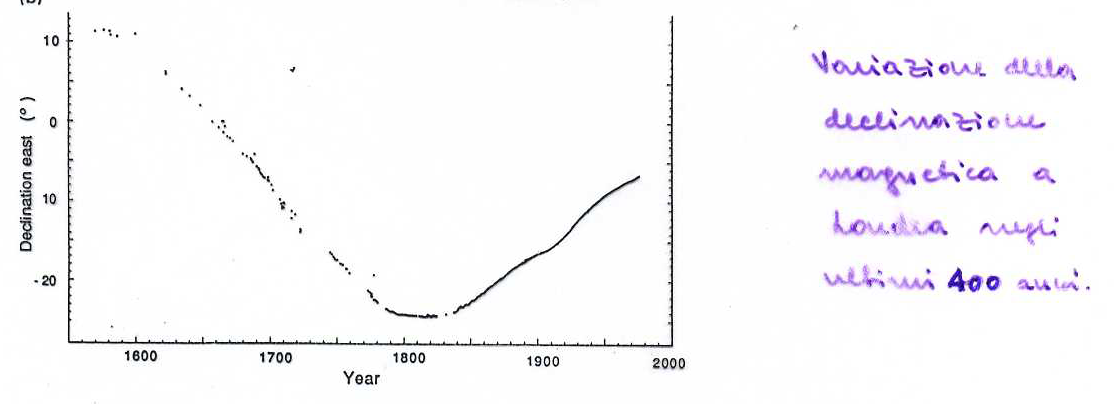 (b)
10
0
10
-20
Declination east (°)
1600
1700
1800
1900
2000
Year
Variazione della
declinazione
magnetica a
Londra negli
ultimi 400 anni.